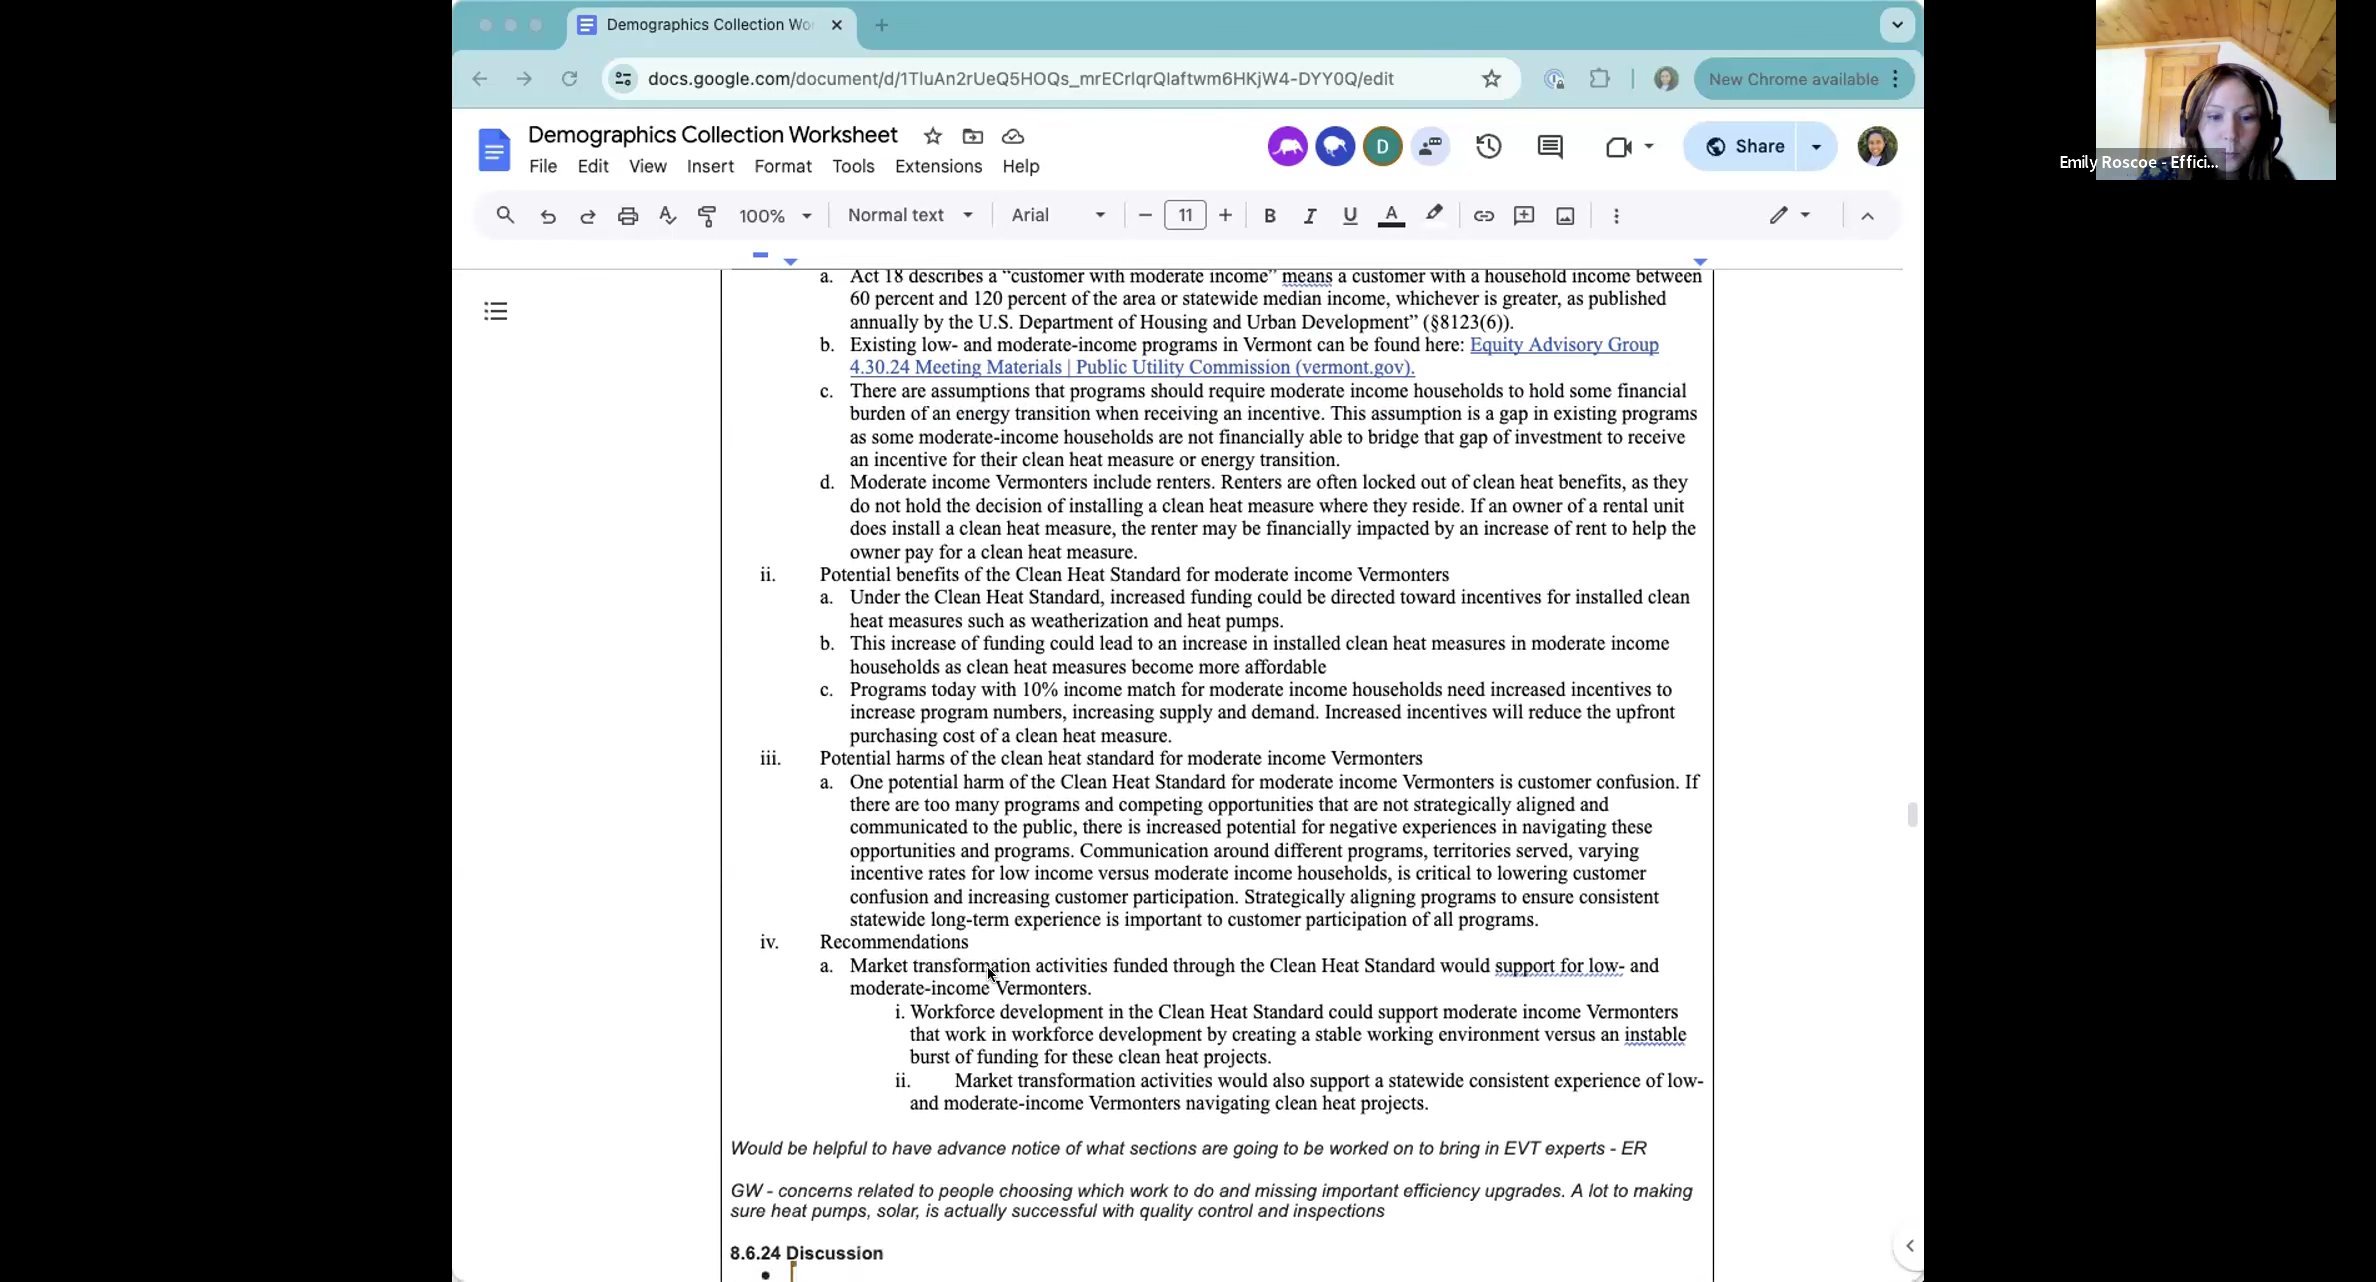 Demographics Collection Wo
docs.google.com/document/d/1TluAn2rUeQ5HOQs_mrECrlqrQlaftwm6HKjW4-DYY0Q/edit
New Chrome available
Emily Roscoe - Effici...
Demographics Collection Worksheet
D
Share
File Edit View Insert Format Tools Extensions Help
100% Normal text Arial 11 B I U A
a. Act 18 describes a “customer with moderate income” means a customer with a household income between
60 percent and 120 percent of the area or statewide median income, whichever is greater, as published
annually by the U.S. Department of Housing and Urban Development” (§8123(6)).
b. Existing low- and moderate-income programs in Vermont can be found here: Equity Advisory Group
4.30.24 Meeting Materials | Public Utility Commission (vermont.gov).
c. There are assumptions that programs should require moderate income households to hold some financial
burden of an energy transition when receiving an incentive. This assumption is a gap in existing programs
as some moderate-income households are not financially able to bridge that gap of investment to receive
an incentive for their clean heat measure or energy transition.
d. Moderate income Vermonters include renters. Renters are often locked out of clean heat benefits, as they
do not hold the decision of installing a clean heat measure where they reside. If an owner of a rental unit
does install a clean heat measure, the renter may be financially impacted by an increase of rent to help the
owner pay for a clean heat measure.
ii. Potential benefits of the Clean Heat Standard for moderate income Vermonters
a. Under the Clean Heat Standard, increased funding could be directed toward incentives for installed clean
heat measures such as weatherization and heat pumps.
b. This increase of funding could lead to an increase in installed clean heat measures in moderate income
households as clean heat measures become more affordable
c. Programs today with 10% income match for moderate income households need increased incentives to
increase program numbers, increasing supply and demand. Increased incentives will reduce the upfront
purchasing cost of a clean heat measure.
iii. Potential harms of the clean heat standard for moderate income Vermonters
a. One potential harm of the Clean Heat Standard for moderate income Vermonters is customer confusion. If
there are too many programs and competing opportunities that are not strategically aligned and
communicated to the public, there is increased potential for negative experiences in navigating these
opportunities and programs. Communication around different programs, territories served, varying
incentive rates for low income versus moderate income households, is critical to lowering customer
confusion and increasing customer participation. Strategically aligning programs to ensure consistent
statewide long-term experience is important to customer participation of all programs.
iv. Recommendations
a. Market transformation activities funded through the Clean Heat Standard would support for low- and
moderate-income Vermonters.
i. Workforce development in the Clean Heat Standard could support moderate income Vermonters
that work in workforce development by creating a stable working environment versus an instable
burst of funding for these clean heat projects.
ii. Market transformation activities would also support a statewide consistent experience of low-
and moderate-income Vermonters navigating clean heat projects.
Would be helpful to have advance notice of what sections are going to be worked on to bring in EVT experts - ER
GW - concerns related to people choosing which work to do and missing important efficiency upgrades. A lot to making
sure heat pumps, solar, is actually successful with quality control and inspections
8.6.24 Discussion